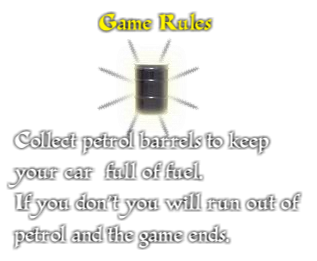 Game Rules
Collect petrol barrels to keep
your car full of fuel.
If you don't you will run out of
petrol and the game ends.